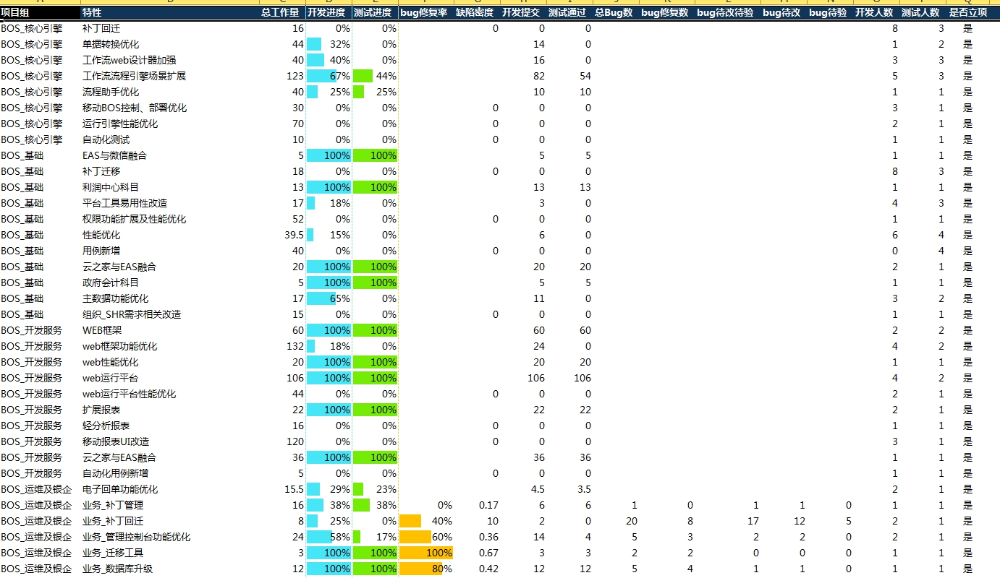 项目组 特性 总工作量 开发进度 测试进度 bug修复率 缺陷密度 开发提交 测试通过 总Bug数 bug修复数 bug待改待验 bug待改 bug待验 开发人数 测试人数 是否立项
BOS_核心引擎 补丁回迁 16 0% 0% 0 0 0 8 3 是
BOS_核心引擎 单据转换优化 44 32% 0% 14 0 1 2 是
BOS_核心引擎 工作流web设计器加强 40 40% 0% 16 0 3 3 是
BOS_核心引擎 工作流流程引擎场景扩展 123 67% 44% 82 54 5 3 是
BOS_核心引擎 流程助手优化 40 25% 25% 10 10 1 1 是
BOS_核心引擎 移动BOS控制、部署优化 30 0% 0% 0 0 0 3 1 是
BOS_核心引擎 运行引擎性能优化 70 0% 0% 0 0 0 2 1 是
BOS_核心引擎 自动化测试 10 0% 0% 0 0 0 1 1 是
BOS_基础 EAS与微信融合 5 100% 100% 5 5 1 1 是
BOS_基础 补丁迁移 18 0% 0% 0 0 0 8 3 是
BOS_基础 利润中心科目 13 100% 100% 13 13 1 1 是
BOS_基础 平台工具易用性改造 17 18% 0% 3 0 4 3 是
BOS_基础 权限功能扩展及性能优化 52 0% 0% 0 0 0 1 1 是
BOS_基础 性能优化 39.5 15% 0% 6 0 6 4 是
BOS_基础 用例新增 40 0% 0% 0 0 0 0 4 是
BOS_基础 云之家与EAS融合 20 100% 100% 20 20 2 1 是
BOS_基础 政府会计科目 5 100% 100% 5 5 1 1 是
BOS_基础 主数据功能优化 17 65% 0% 11 0 3 2 是
BOS_基础 组织_SHR需求相关改造 15 0% 0% 0 0 0 1 1 是
BOS_开发服务 WEB框架 60 100% 100% 60 60 2 2 是
BOS_开发服务 web框架功能优化 132 18% 0% 24 0 4 2 是
BOS_开发服务 web性能优化 20 100% 100% 20 20 1 1 是
BOS_开发服务 web运行平台 106 100% 100% 106 106 4 2 是
BOS_开发服务 web运行平台性能优化 44 0% 0% 0 0 0 2 1 是
BOS_开发服务 扩展报表 22 100% 100% 22 22 2 1 是
BOS_开发服务 轻分析报表 16 0% 0% 0 0 0 1 1 是
BOS_开发服务 移动报表UI改造 120 0% 0% 0 0 0 3 1 是
BOS_开发服务 云之家与EAS融合 36 100% 100% 36 36 1 1 是
BOS_开发服务 自动化用例新增 5 0% 0% 0 0 0 1 1 是
BOS_运维及银企 电子回单功能优化 15.5 29% 23% 4.5 3.5 2 1 是
BOS_运维及银企 业务_补丁管理 16 38% 38% 0% 0.17 6 6 1 0 1 1 0 1 1 是
BOS_运维及银企 业务_补丁回迁 8 25% 0% 40% 10 2 0 20 8 17 12 5 2 1 是
BOS_运维及银企 业务_管理控制台功能优化 24 58% 17% 60% 0.36 14 4 5 3 2 2 0 2 1 是
BOS_运维及银企 业务_迁移工具 3 100% 100% 100% 0.67 3 3 2 2 0 0 0 1 1 是
BOS_运维及银企 业务_数据库升级 12 100% 100% 80% 0.42 12 12 5 4 1 1 0 1 1 是